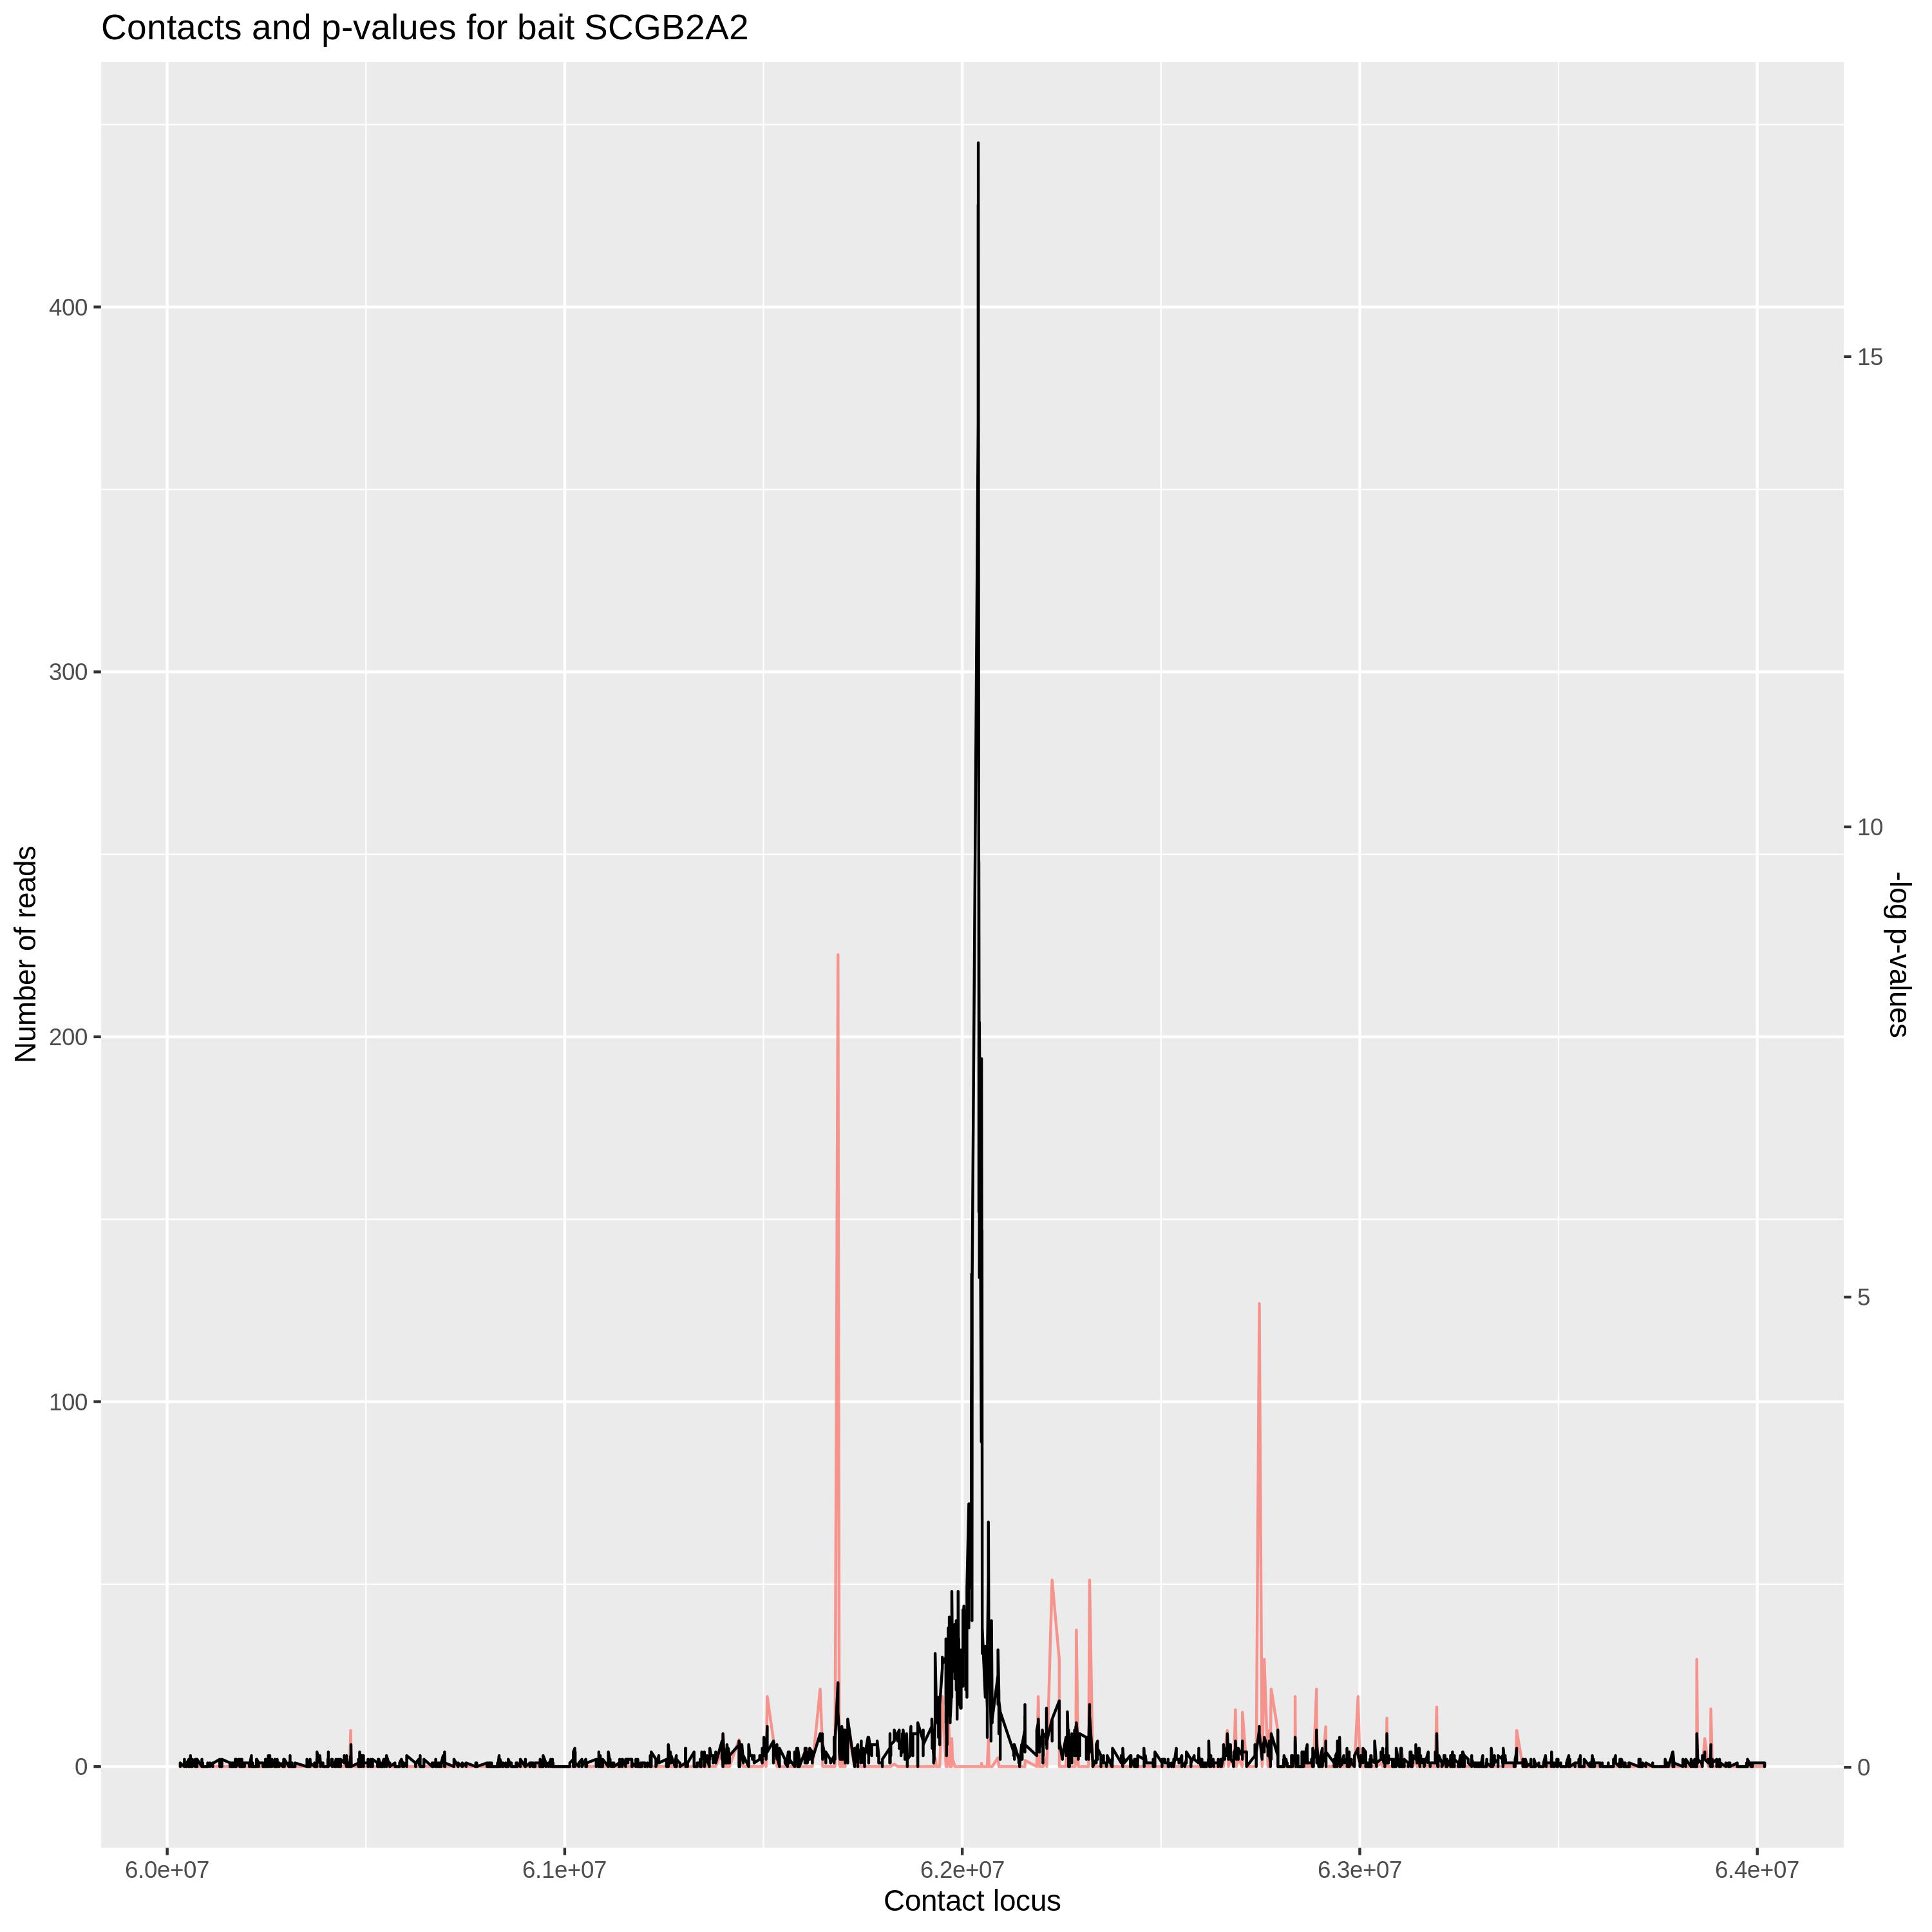 Contacts and p-values for bait SCGB2A2
Number of reads
400
300
200
100
0
15
10
5
0
-log p-values
6.0e+07
6.1e+07
6.2e+07
6.3e+07
6.4e+07
Contact locus